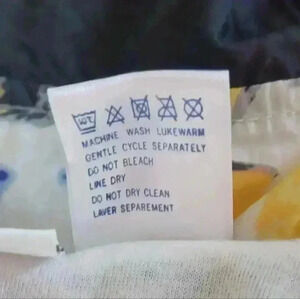 MACHINE WASH LUKEWARM
GENTLE CYCLE SEPARATELY
DO NOT BLEACH
LINE DRY
DO NOT DRY CLEAN
LAVER SEPAREMENT